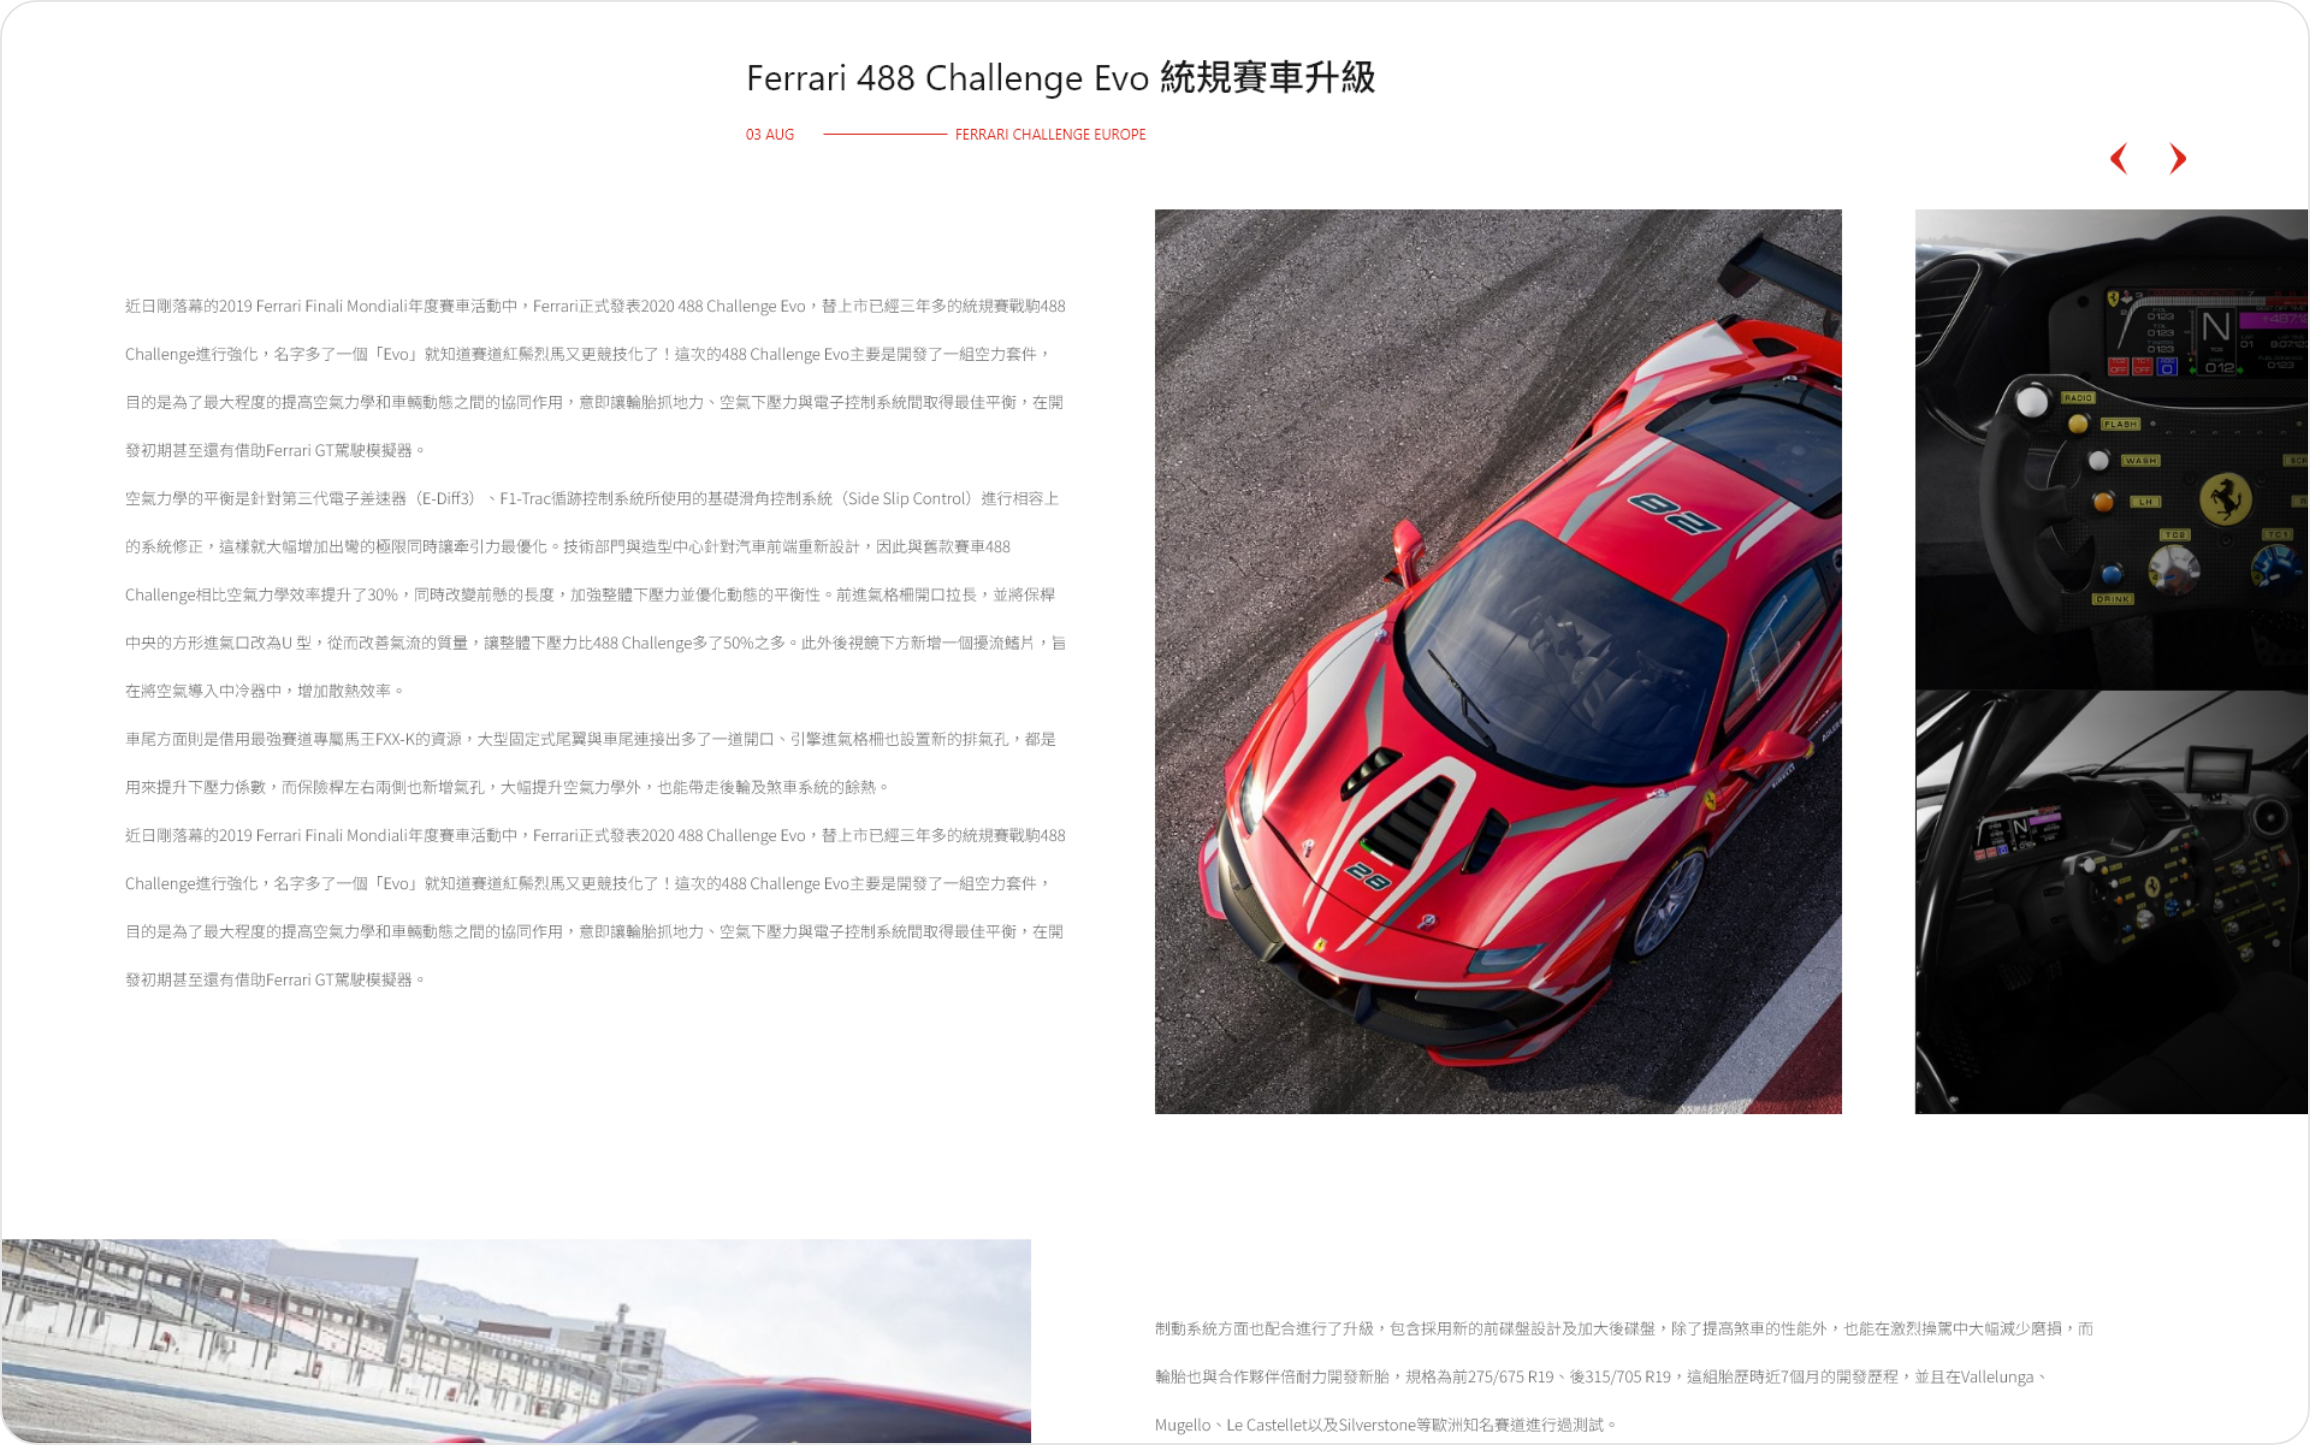 Ferrari 488 Challenge Evo 統規賽車升級
03 AUG
FERRARI CHALLENGE EUROPE
近日剛落幕的2019 Ferrari Finali Mondiali年度賽車活動中，Ferrari正式發表2020 488 Challenge Evo，替上市已經三年多的統規賽戰駒488
Challenge進行強化，名字多了一個「Evo」就知道賽道紅鬃烈馬又更競技化了！這次的488 Challenge Evo主要是開發了一組空力套件，
目的是為了最大程度的提高空氣力學和車輛動態之間的協同作用，意即讓輪胎抓地力、空氣下壓力與電子控制系統間取得最佳平衡，在開
發初期甚至還有借助Ferrari GT駕駛模擬器。
空氣力學的平衡是針對第三代電子差速器（E-Diff3）、F1-Trac循跡控制系統所使用的基礎滑角控制系統（Side Slip Control）進行相容上
的系統修正，這樣就大幅增加出彎的極限同時讓牽引力最優化。技術部門與造型中心針對汽車前端重新設計，因此與舊款賽車488
Challenge相比空氣力學效率提升了30%，同時改變前懸的長度，加強整體下壓力並優化動態的平衡性。前進氣格柵開口拉長，並將保桿
中央的方形進氣口改為U 型，從而改善氣流的質量，讓整體下壓力比488 Challenge多了50%之多。此外後視鏡下方新增一個擾流鰭片，旨
在將空氣導入中冷器中，增加散熱效率。
車尾方面則是借用最強賽道專屬馬王FXX-K的資源，大型固定式尾翼與車尾連接出多了一道開口、引擎進氣格柵也設置新的排氣孔，都是
用來提升下壓力係數，而保險桿左右兩側也新增氣孔，大幅提升空氣力學外，也能帶走後輪及煞車系統的餘熱。
近日剛落幕的2019 Ferrari Finali Mondiali年度賽車活動中，Ferrari正式發表2020 488 Challenge Evo，替上市已經三年多的統規賽戰駒488
Challenge進行強化，名字多了一個「Evo」就知道賽道紅鬃烈馬又更競技化了！這次的488 Challenge Evo主要是開發了一組空力套件，
目的是為了最大程度的提高空氣力學和車輛動態之間的協同作用，意即讓輪胎抓地力、空氣下壓力與電子控制系統間取得最佳平衡，在開
發初期甚至還有借助Ferrari GT駕駛模擬器。
28
28
PIRELLI
N
012
RADIO
FLASH
WASH
LH
TC2
TC1
DRINK
N
制動系統方面也配合進行了升級，包含採用新的前碟盤設計及加大後碟盤，除了提高煞車的性能外，也能在激烈操駕中大幅減少磨損，而
輪胎也與合作夥伴倍耐力開發新胎，規格為前275/675 R19、後315/705 R19，這組胎歷時近7個月的開發歷程，並且在Vallelunga、
Mugello、Le Castellet以及Silverstone等歐洲知名賽道進行過測試。